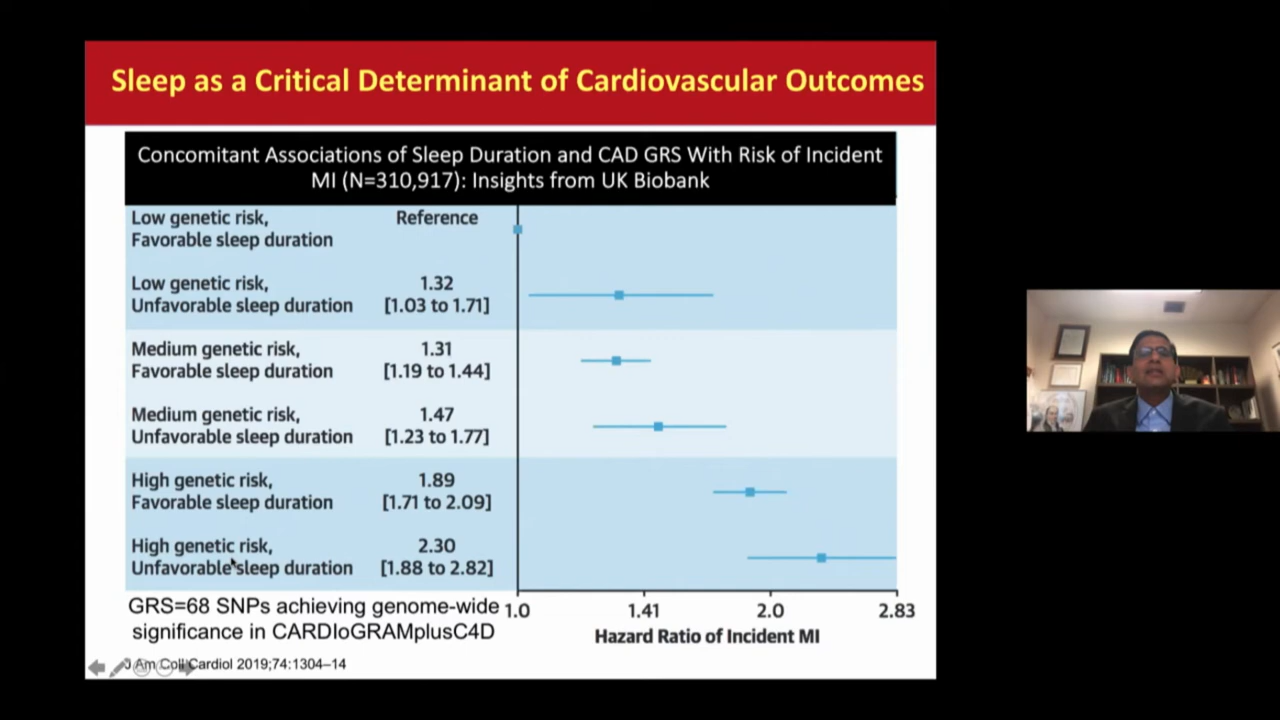 Sleep as a Critical Determinant of Cardiovascular Outcomes
Concomitant Associations of Sleep Duration and CAD GRS With Risk of Incident
MI (N=310,917): Insights from UK Biobank
Low genetic risk,
Favorable sleep duration
Reference
Low genetic risk,
Unfavorable sleep duration
1.32
[1.03 to 1.71]
Medium genetic risk,
Favorable sleep duration
1.31
[1.19 to 1.44]
Medium genetic risk,
Unfavorable sleep duration
1.47
[1.23 to 1.77]
High genetic risk,
Favorable sleep duration
1.89
[1.71 to 2.09]
High genetic risk,
Unfavorable sleep duration
2.30
[1.88 to 2.82]
1.0 1.41 2.0 2.83
Hazard Ratio of Incident MI
GRS=68 SNPs achieving genome-wide
significance in CARDIoGRAMplusC4D
J Am Coll Cardiol 2019;74:1304–14